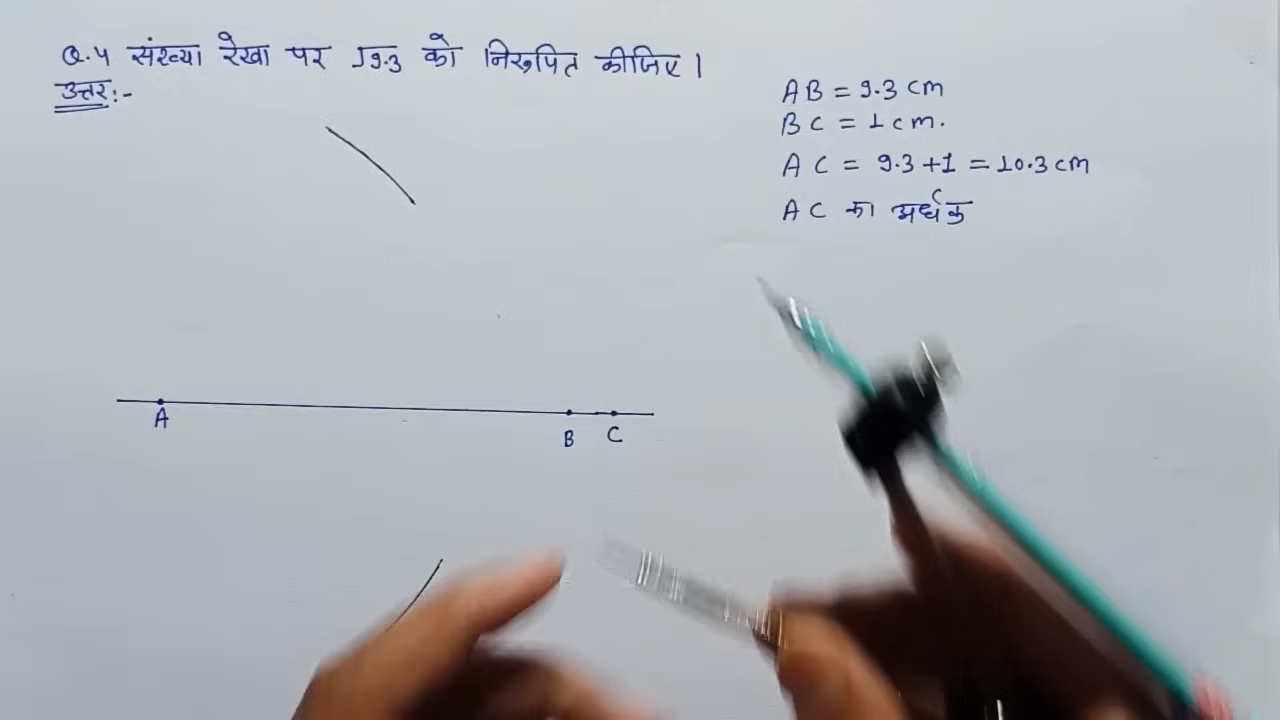 Q.4 संख्या रेखा पर √9.3 को निरूपित कीजिए।
उत्तर:-
AB = 9.3 cm
BC = 1 cm.
AC = 9.3 + 1 = 10.3 cm
AC का अर्धक
A
B
C